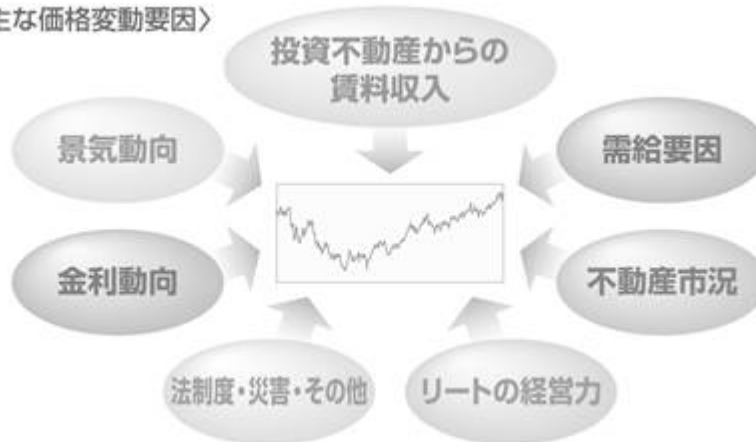 主な価格変動要因〉
投資不動産からの
賃料収入
景気動向
需給要因
金利動向
不動産市況
法制度・災害・その他
リートの経営力